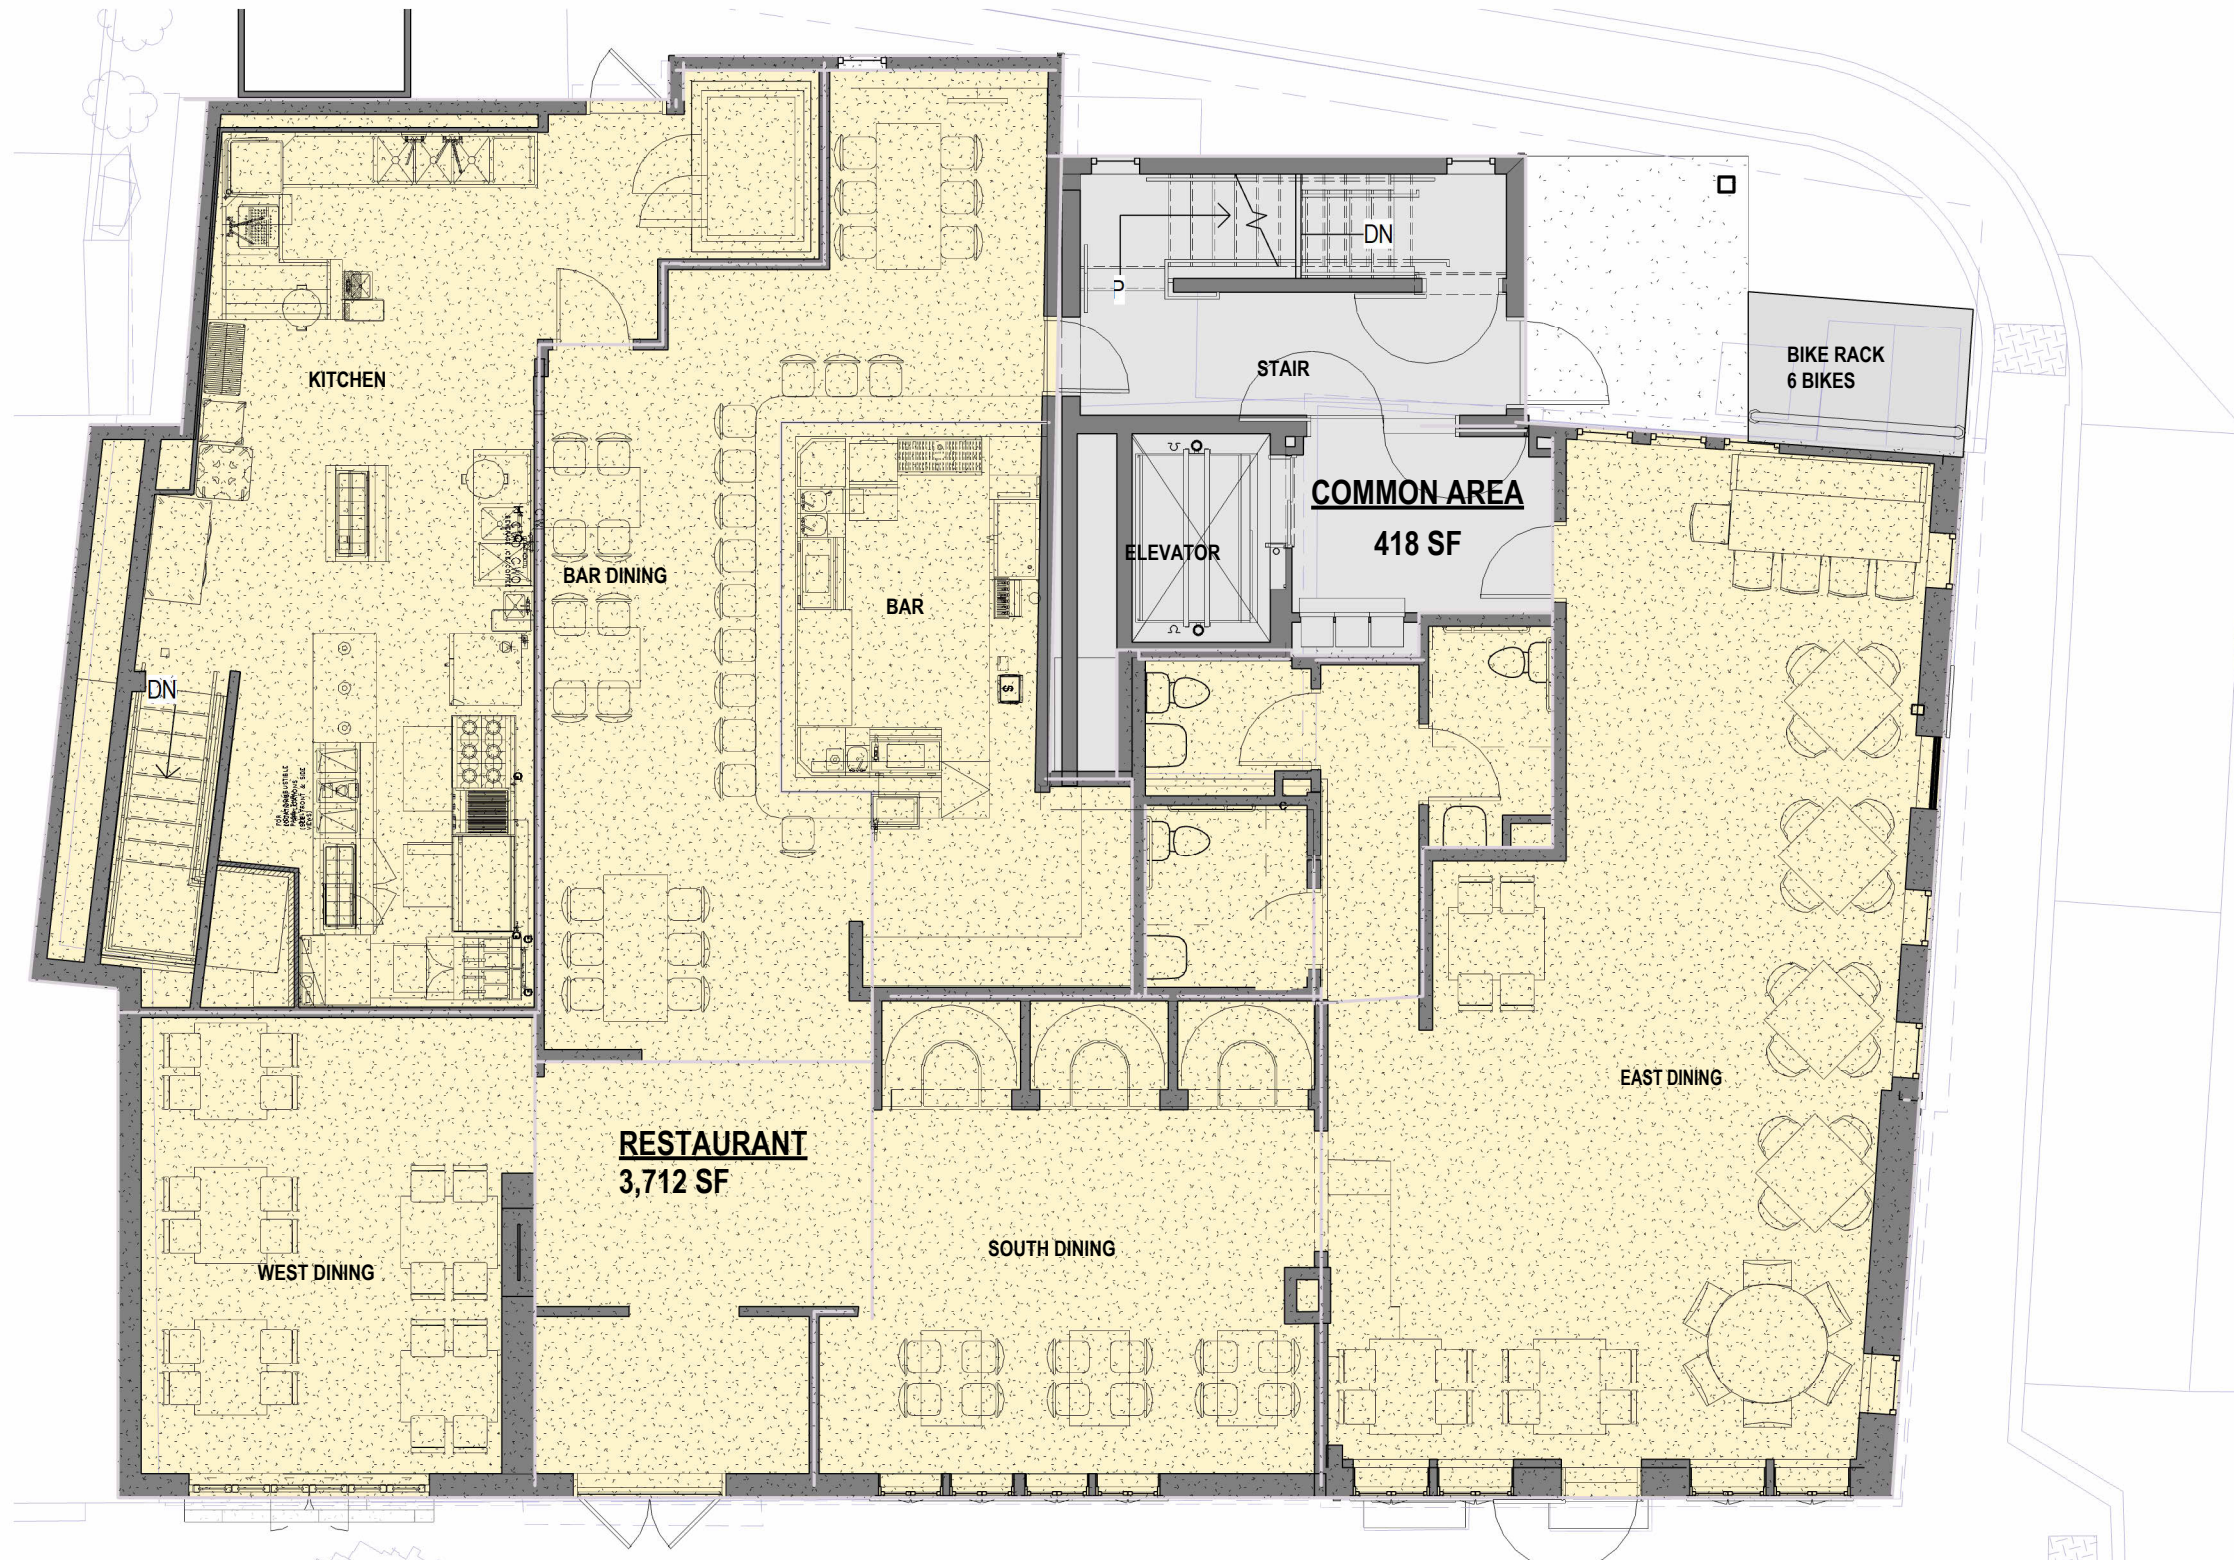 DN
P
STAIR
BIKE RACK
6 BIKES
KITCHEN
COMMON AREA
418 SF
ELEVATOR
BAR DINING
BAR
DN
EAST DINING
RESTAURANT
3,712 SF
SOUTH DINING
WEST DINING